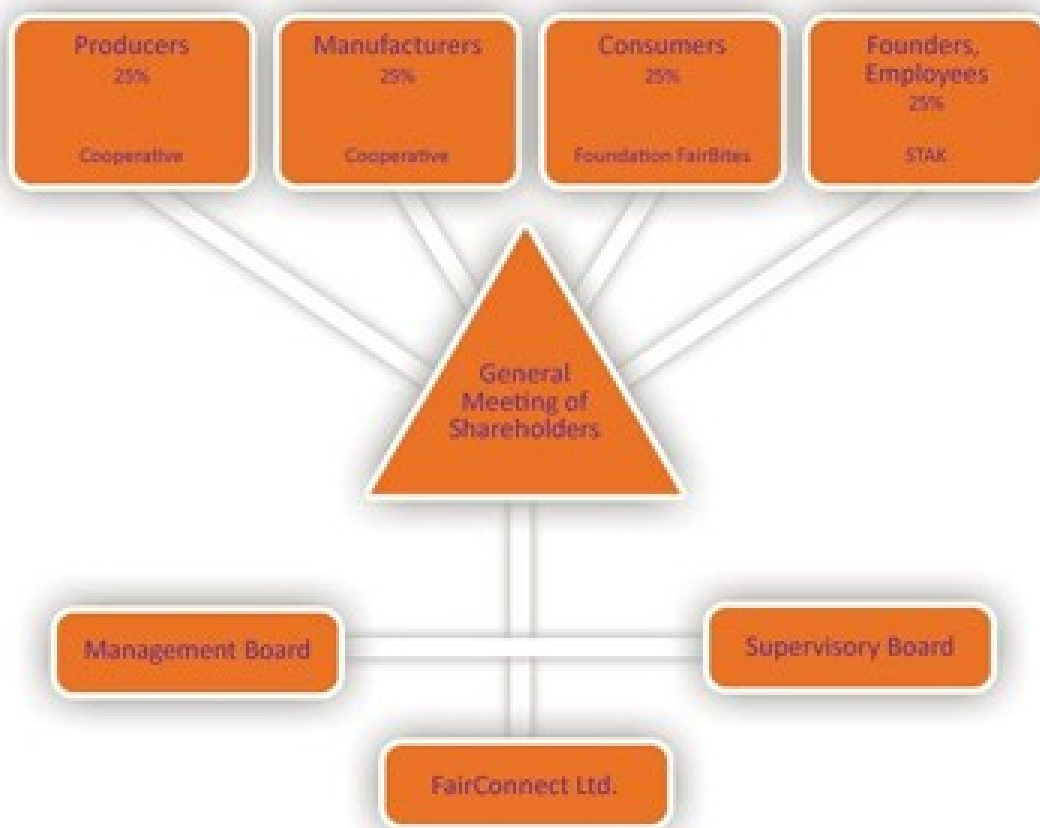 Producers
25%
Cooperative
Manufacturers
25%
Cooperative
Consumers
25%
Foundation FairBites
Founders,
Employees
25%
STAK
General
Meeting of
Shareholders
Management Board
Supervisory Board
FairConnect Ltd.